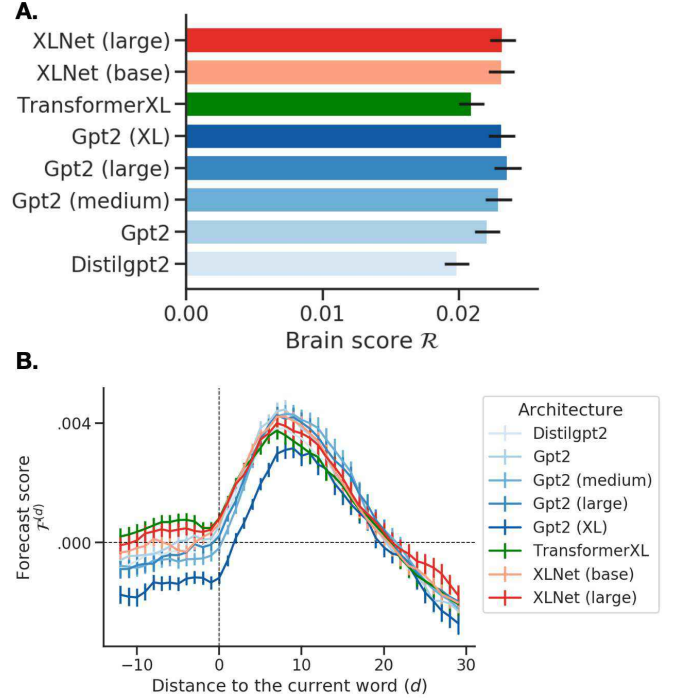 A.
XLNet (large)
XLNet (base)
TransformerXL
Gpt2 (XL)
Gpt2 (large)
Gpt2 (medium)
Gpt2
Distilgpt2
0.00 0.01 0.02
Brain score ℛ
B.
.004
.000
Forecast score
ℱ(d)
−10 0 10 20 30
Distance to the current word (d)
Architecture
Distilgpt2
Gpt2
Gpt2 (medium)
Gpt2 (large)
Gpt2 (XL)
TransformerXL
XLNet (base)
XLNet (large)